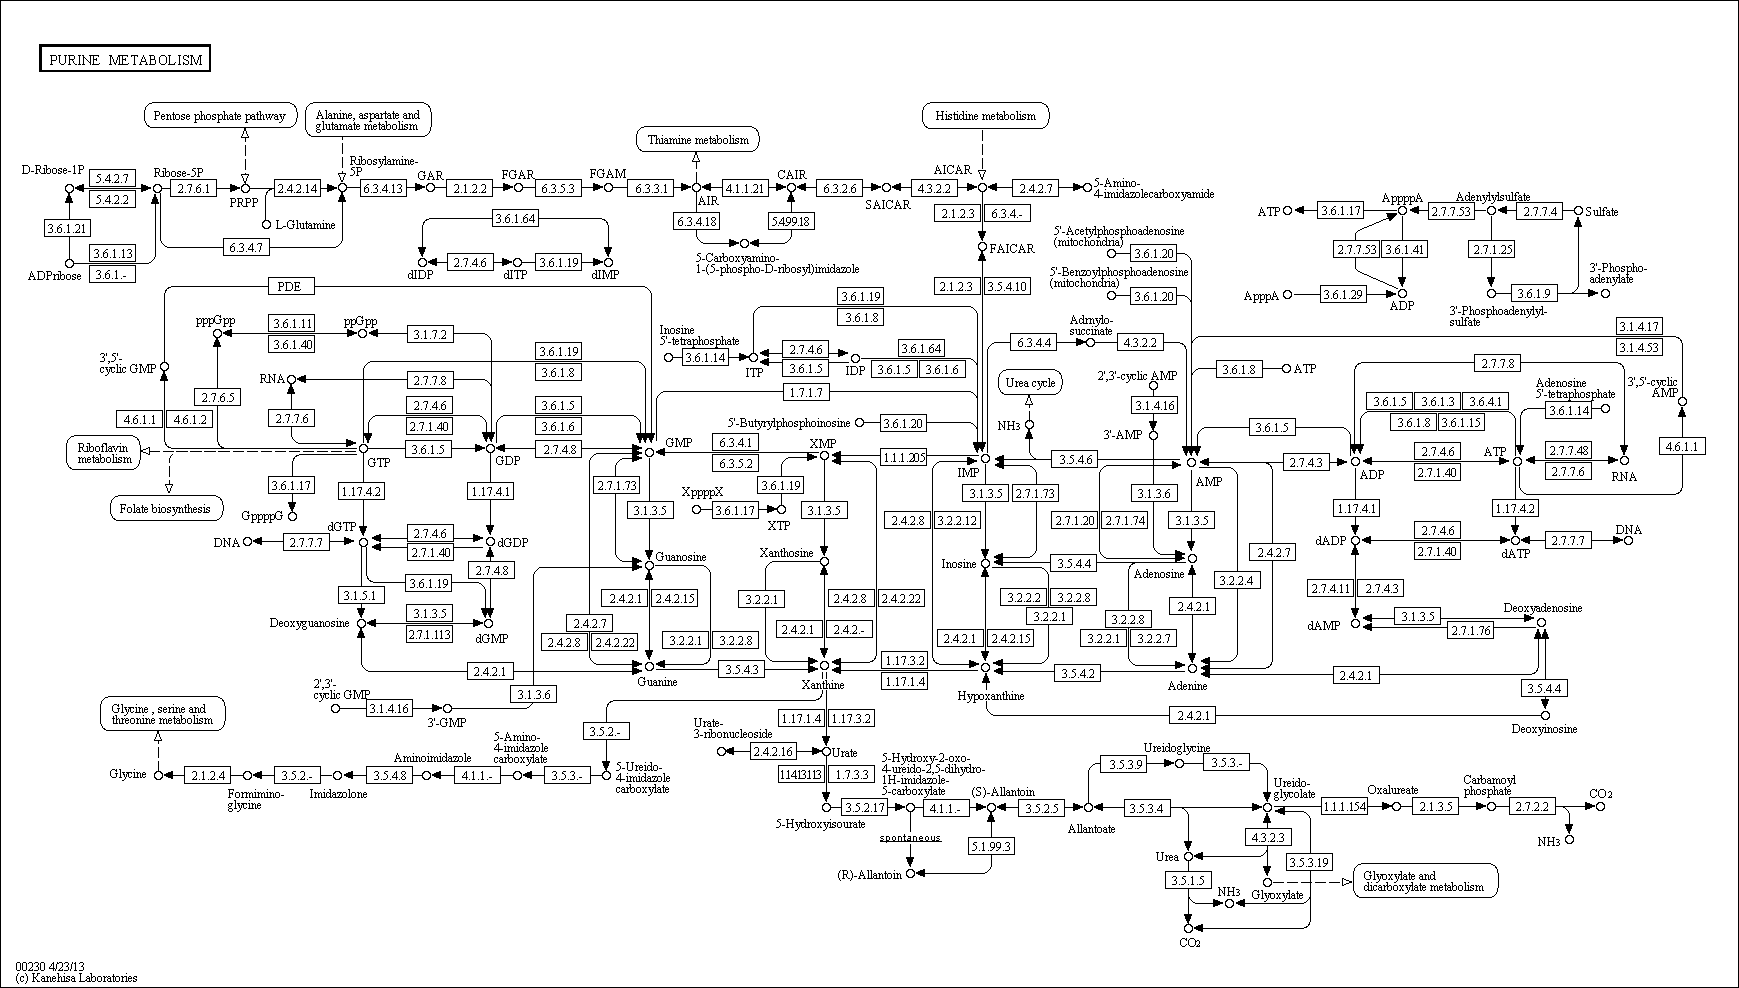 PURINE METABOLISM
Pentose phosphate pathway
Alanine, aspartate and
glutamate metabolism
Thiamine metabolism
Histidine metabolism
D-Ribose-1P
5.4.2.7
5.4.2.2
Ribose-5P
2.7.6.1
PRPP
2.4.2.14
Ribosylamine-
5P
6.3.4.13
GAR
2.1.2.2
FGAR
6.3.5.3
FGAM
6.3.3.1
AIR
4.1.1.21
CAIR
6.3.2.6
SAICAR
4.3.2.2
AICAR
2.4.2.7
5-Amino-
4-imidazolecarboxyamide
L-Glutamine
3.6.1.21
3.6.1.13
3.6.1.-
ADPribose
6.3.4.7
3.6.1.64
dIDP
2.7.4.6
dITP
3.6.1.19
dIMP
6.3.4.18
5.4.99.18
5-Carboxyamino-
1-(5-phospho-D-ribosyl)imidazole
2.1.2.3
6.3.4.-
FAICAR
2.1.2.3
3.5.4.10
5'-Acetylphosphoadenosine
(mitochondria)
3.6.1.20
5'-Benzoylphosphoadenosine
(mitochondria)
3.6.1.20
ATP
3.6.1.17
AppppA
2.7.7.53
Adenylylsulfate
2.7.7.4
Sulfate
2.7.7.53
3.6.1.41
2.7.1.25
ApppA
3.6.1.29
ADP
3'-Phosphoadenylyl-
sulfate
3.6.1.9
3'-Phospho-
adenylate
PDE
pppGpp
3.6.1.11
3.6.1.40
ppGpp
3.1.7.2
3',5'-
cyclic GMP
RNA
2.7.7.8
2.7.6.5
2.7.7.6
4.6.1.1
4.6.1.2
3.6.1.19
3.6.1.8
2.7.4.6
2.7.1.40
3.6.1.5
3.6.1.6
Riboflavin
metabolism
Folate biosynthesis
GTP
3.6.1.5
GDP
2.7.4.8
GMP
3.6.1.17
GppppG
1.17.4.2
1.17.4.1
DNA
2.7.7.7
dGTP
2.7.4.6
2.7.1.40
dGDP
3.6.1.19
2.7.4.8
3.1.5.1
Deoxyguanosine
3.1.3.5
2.7.1.113
dGMP
2.4.2.1
Inosine
5'-tetraphosphate
3.6.1.14
ITP
3.6.1.19
3.6.1.8
2.7.4.6
3.6.1.5
IDP
3.6.1.64
3.6.1.5
3.6.1.6
1.7.1.7
5'-Butyrylphosphoinosine
3.6.1.20
6.3.4.1
6.3.5.2
XMP
1.1.1.205
IMP
XppppX
3.6.1.17
XTP
3.6.1.19
2.7.1.73
3.1.3.5
3.1.3.5
Guanosine
Xanthosine
2.4.2.1
2.4.2.15
2.4.2.7
2.4.2.8
2.4.2.22
3.2.2.1
3.2.2.8
3.2.2.1
2.4.2.8
2.4.2.22
2.4.2.1
2.4.2.-
Guanine
3.5.4.3
Xanthine
1.17.3.2
1.17.1.4
Hypoxanthine
6.3.4.4
Adrnylo-
succinate
4.3.2.2
Urea cycle
NH3
2',3'-cyclic AMP
3.1.4.16
3'-AMP
3.5.4.6
AMP
3.1.3.5
2.7.1.73
2.4.2.8
3.2.2.12
2.7.1.20
2.7.1.74
3.1.3.6
3.1.3.5
2.4.2.7
Inosine
3.5.4.4
Adenosine
3.2.2.2
3.2.2.8
3.2.2.1
2.4.2.1
2.4.2.15
3.2.2.8
3.2.2.1
3.2.2.7
2.4.2.1
3.2.2.4
3.5.4.2
Adenine
2.4.2.1
2.4.2.1
3.6.1.8
ATP
3.1.4.17
3.1.4.53
2.7.7.8
3',5'-cyclic
AMP
Adenosine
5'-tetraphosphate
3.6.1.14
3.6.1.5
3.6.1.3
3.6.4.1
3.6.1.8
3.6.1.15
3.6.1.5
2.7.4.3
ADP
2.7.4.6
2.7.1.40
ATP
2.7.7.48
2.7.7.6
RNA
4.6.1.1
1.17.4.1
1.17.4.2
dADP
2.7.4.6
2.7.1.40
dATP
2.7.7.7
DNA
2.7.4.11
2.7.4.3
dAMP
3.1.3.5
2.7.1.76
Deoxyadenosine
3.5.4.4
Deoxyinosine
2',3'-
cyclic GMP
3.1.4.16
3'-GMP
3.1.3.6
Glycine , serine and
threonine metabolism
Glycine
2.1.2.4
Formimino-
glycine
3.5.2.-
Imidazolone
3.5.4.8
Aminoimidazole
4.1.1.-
5-Amino-
4-imidazole
carboxylate
3.5.3.-
5-Ureido-
4-imidazole
carboxylate
3.5.2.-
1.17.1.4
1.17.3.2
Urate-
3-ribonucleoside
2.4.2.16
Urate
1.14.13.113
1.7.3.3
5-Hydroxyisourate
3.5.2.17
5-Hydroxy-2-oxo-
4-ureido-2,5-dihydro-
1H-imidazole-
5-carboxylate
4.1.1.-
(S)-Allantoin
spontaneous
5.1.99.3
(R)-Allantoin
3.5.2.5
Allantoate
3.5.3.9
Ureidoglycine
3.5.3.-
3.5.3.4
Ureido-
glycolate
1.1.1.154
Oxalureate
2.1.3.5
Carbamoyl
phosphate
2.7.2.2
CO2
NH3
Urea
4.3.2.3
3.5.3.19
3.5.1.5
NH3
Glyoxylate
Glyoxylate and
dicarboxylate metabolism
CO2
00230 4/23/13
(c) Kanehisa Laboratories